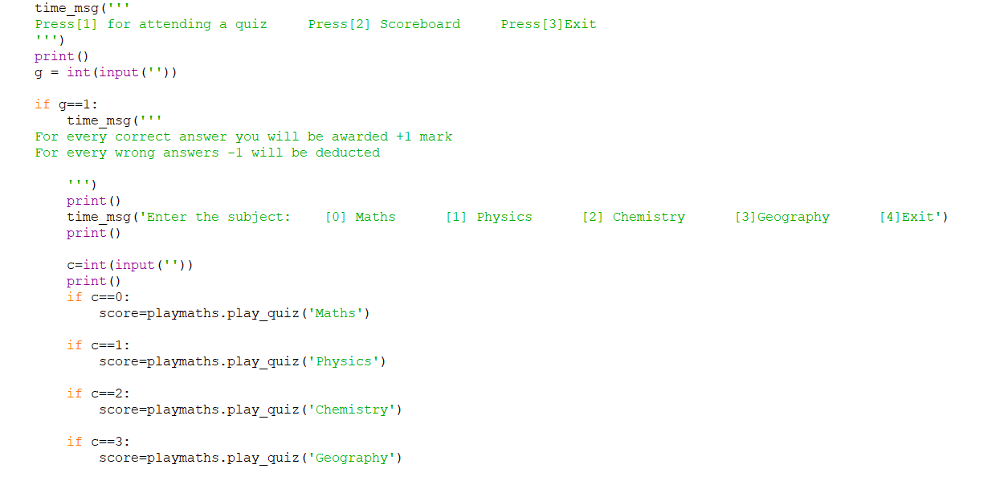 time_msg('''
Press[1] for attending a quiz     Press[2] Scoreboard     Press[3]Exit
''')
print()
g = int(input(''))

if g==1:
    time_msg('''
For every correct answer you will be awarded +1 mark
For every wrong answers -1 will be deducted

    ''')
    print()
    time_msg('Enter the subject:    [0] Maths      [1] Physics      [2] Chemistry      [3]Geography      [4]Exit')
    print()

    c=int(input(''))
    print()
    if c==0:
        score=playmaths.play_quiz('Maths')

    if c==1:
        score=playmaths.play_quiz('Physics')

    if c==2:
        score=playmaths.play_quiz('Chemistry')

    if c==3:
        score=playmaths.play_quiz('Geography')